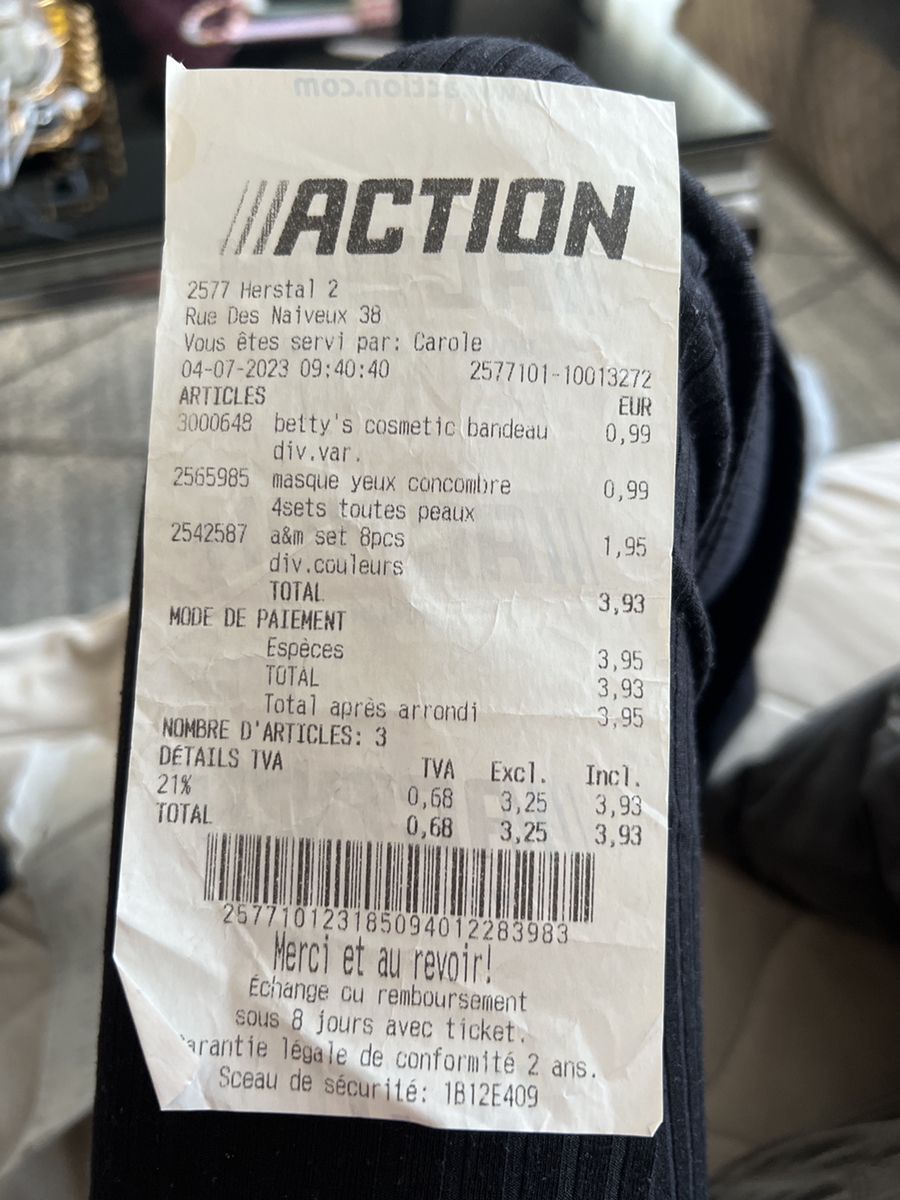 ACTION
2577 Herstal 2
Rue Des Naiveux 38
Vous êtes servi par: Carole
04-07-2023 09:40:40 2577101-10013272
ARTICLES EUR
3000648 betty's cosmetic bandeau 0,99
div.var.
2565985 masque yeux concombre 0,99
4sets toutes peaux
2542587 a&m set 8pcs 1,95
div.couleurs
TOTAL 3,93
MODE DE PAIEMENT
Espèces 3,95
TOTAL 3,93
Total après arrondi 3,95
NOMBRE D'ARTICLES: 3
DÉTAILS TVA TVA Excl. Incl.
21% 0,68 3,25 3,93
TOTAL 0,68 3,25 3,93
257710123185094012283983
Merci et au revoir!
Échange ou remboursement
sous 8 jours avec ticket.
arantie légale de conformité 2 ans.
Sceau de sécurité: 1B12E409